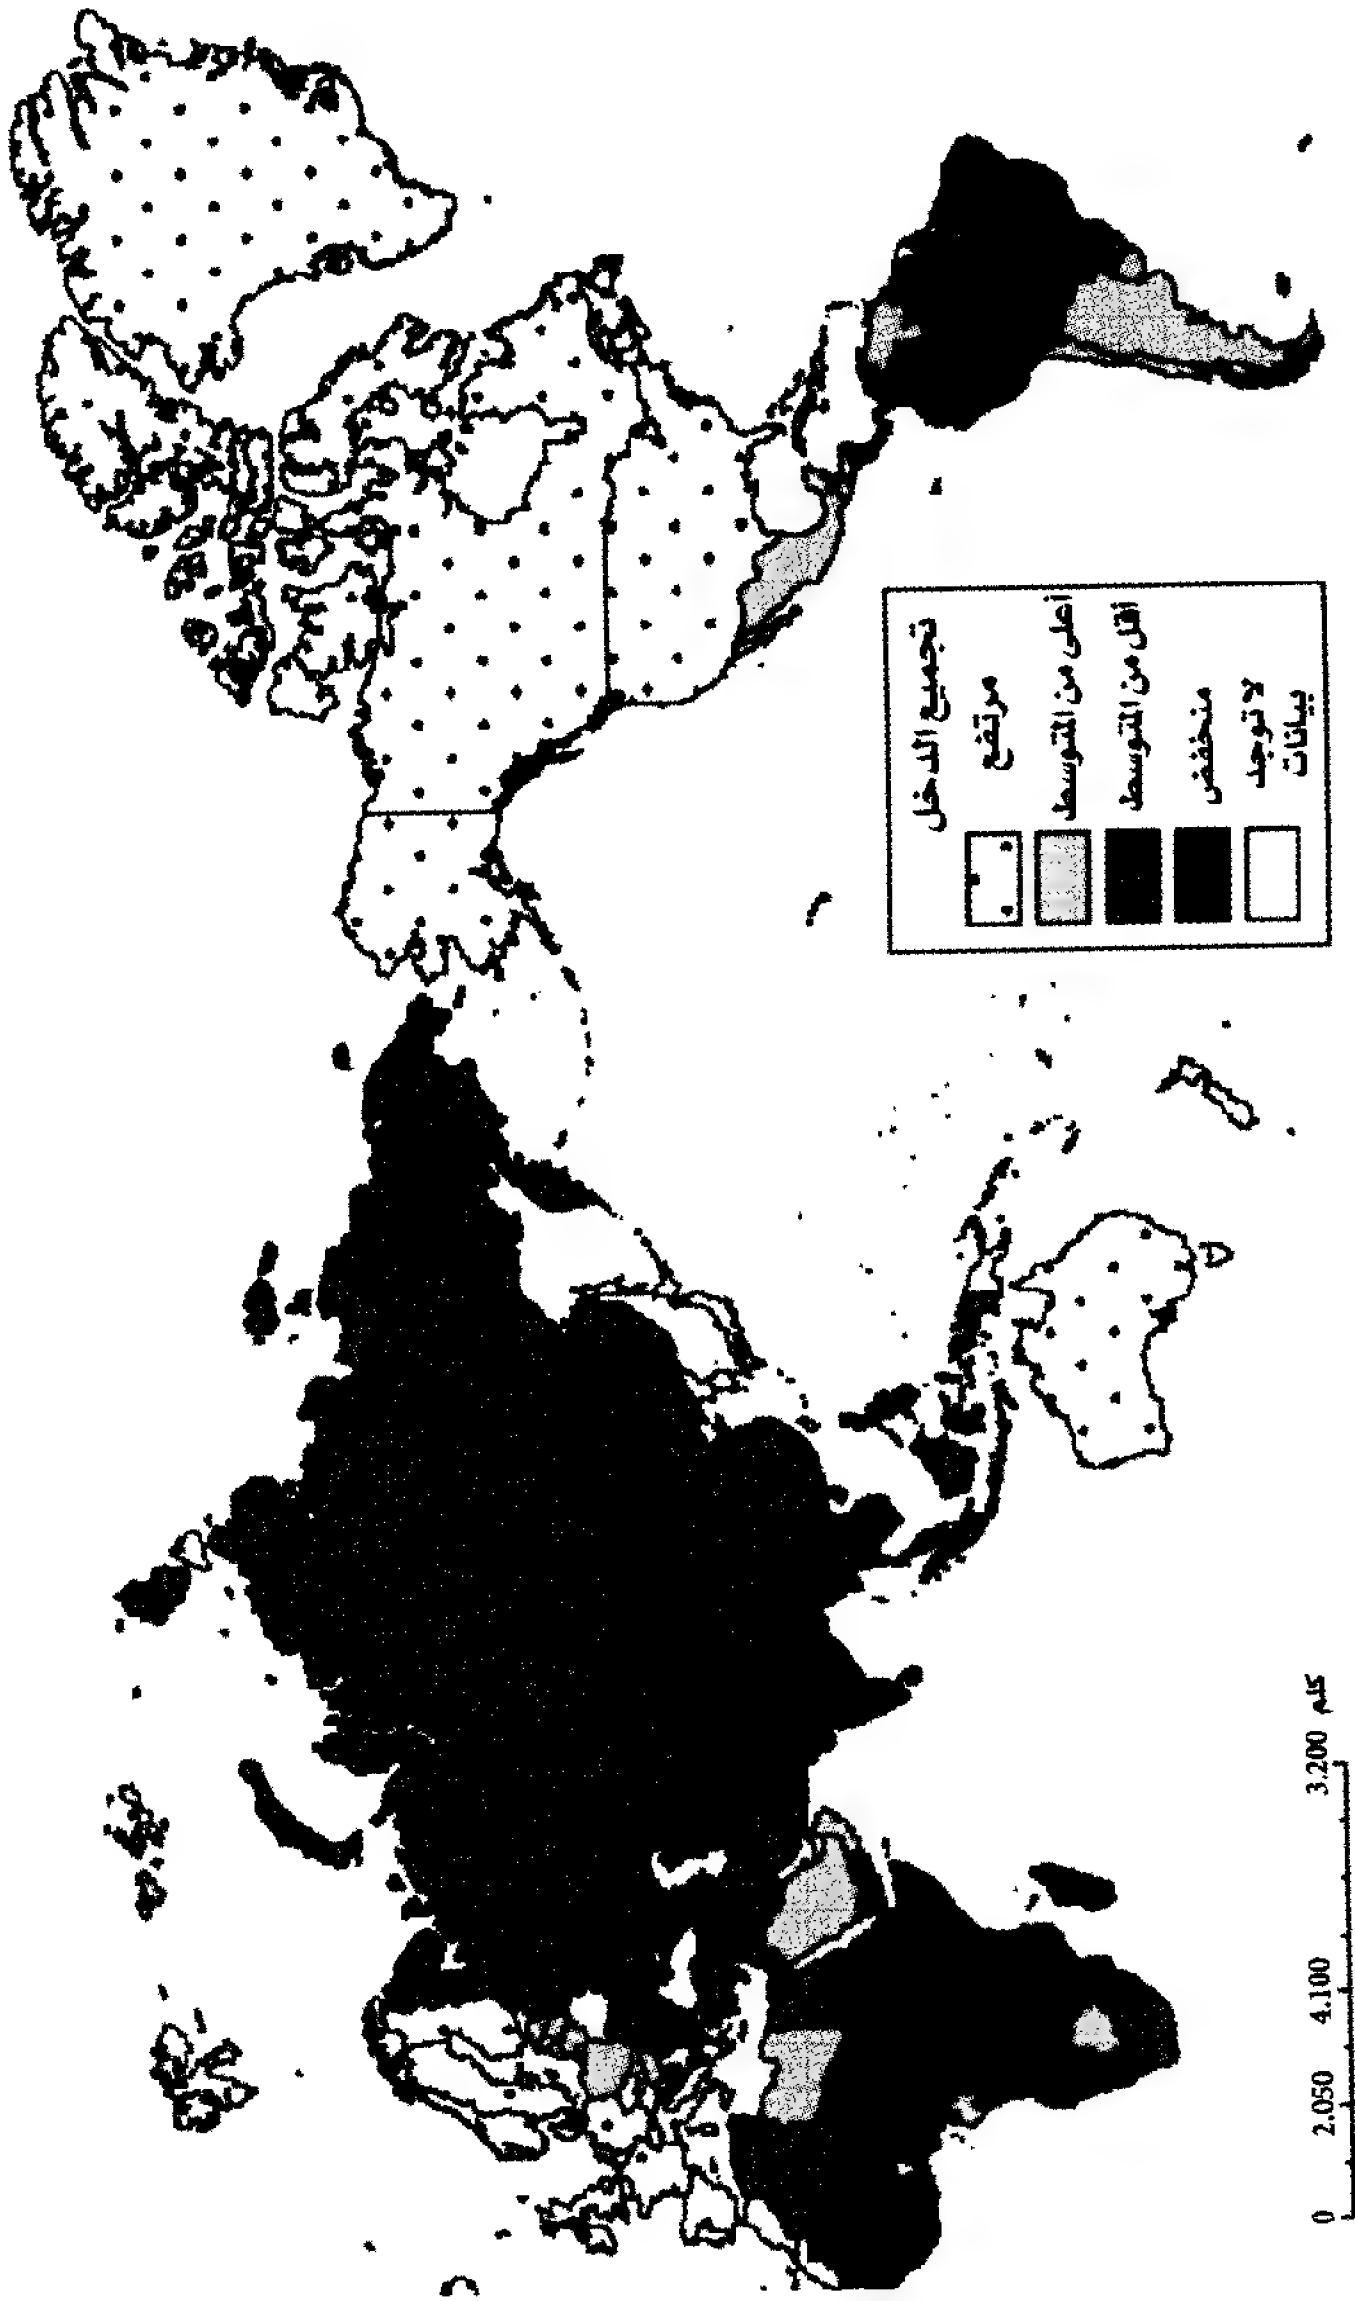 تجميع الدخل
مرتفع
أعلى من المتوسط
أقل من المتوسط
منخفض
لا توجد
بيانات
0 2.050 4.100 3.200 كلم